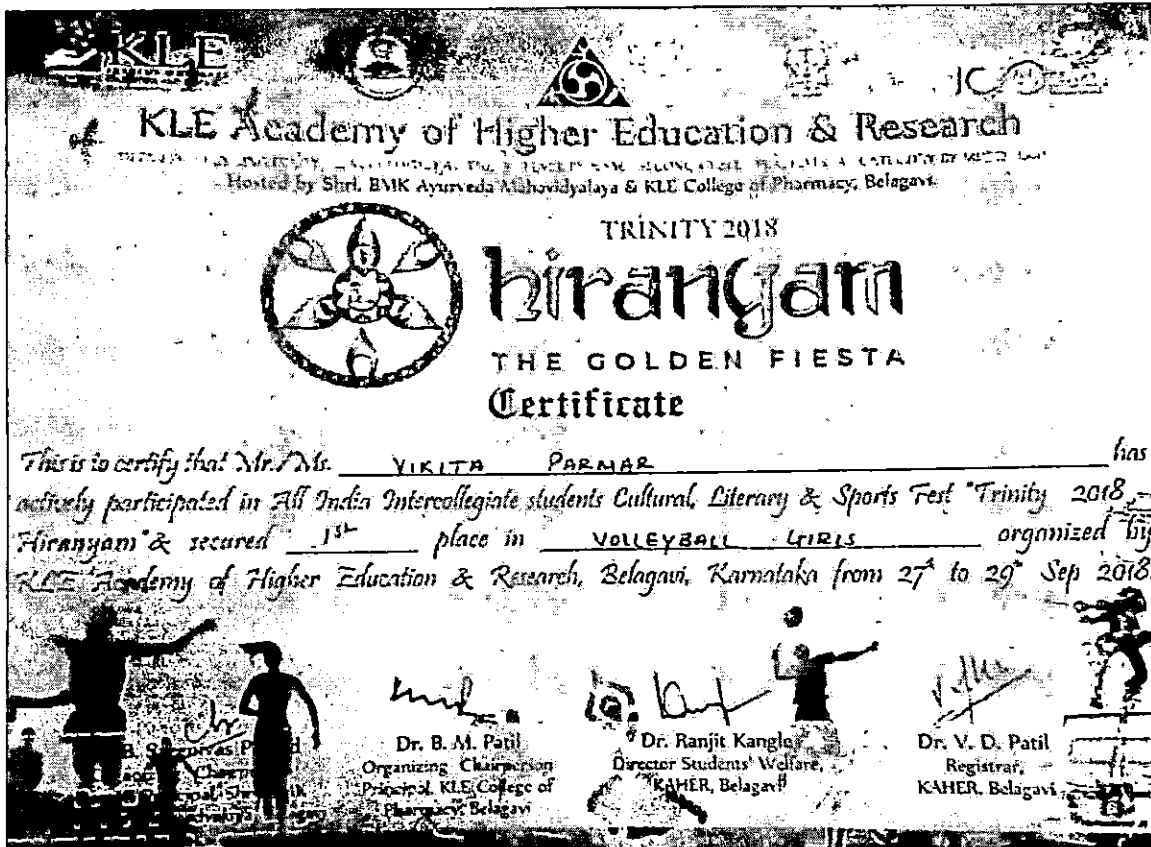 KLE
KLE Academy of Higher Education & Research
Hosted by Shri. BMK Ayurveda Mahavidyalaya & KLE College of Pharmacy, Belagavi.
TRINITY 2018
hiranyam
THE GOLDEN FIESTA
Certificate
This is to certify that Mr. / Ms. VIKITA PARMAR has
actively participated in All India Intercollegiate students Cultural, Literary & Sports Fest "Trinity 2018
Hiranyam" & secured 1st place in VOLLEYBALL GIRLS organized by
KLE Academy of Higher Education & Research, Belagavi, Karnataka from 27th to 29th Sep 2018.
Dr. B. M. Patil
Organizing Chairperson
Principal, KLE College of
Pharmacy, Belagavi
Dr. Ranjit Kangle
Director Students' Welfare,
KAHER, Belagavi
Dr. V. D. Patil
Registrar,
KAHER, Belagavi